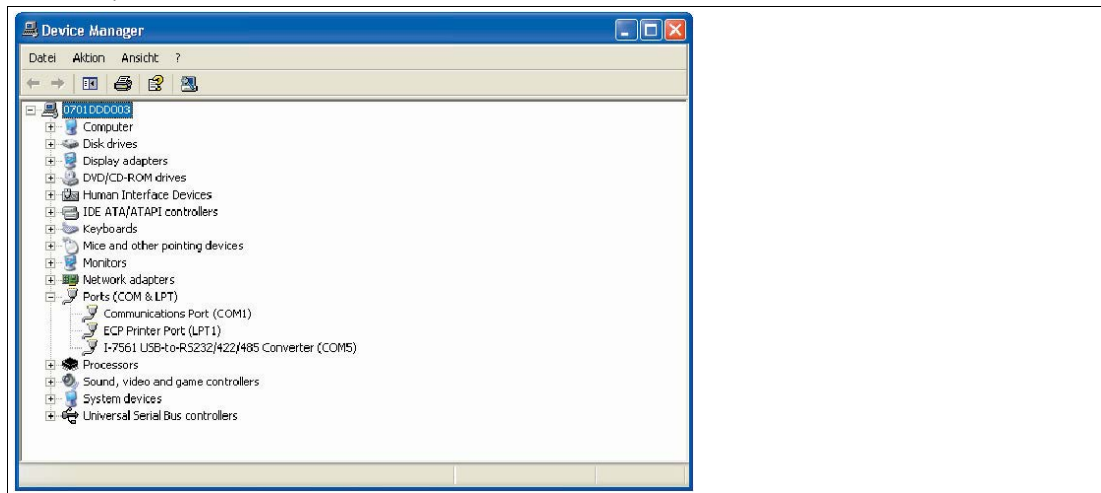 Device Manager
Datei Aktion Ansicht ?
0701DDD003
Computer
Disk drives
Display adapters
DVD/CD-ROM drives
Human Interface Devices
IDE ATA/ATAPI controllers
Keyboards
Mice and other pointing devices
Monitors
Network adapters
Ports (COM & LPT)
Communications Port (COM1)
ECP Printer Port (LPT1)
I-7561 USB-to-RS232/422/485 Converter (COM5)
Processors
Sound, video and game controllers
System devices
Universal Serial Bus controllers